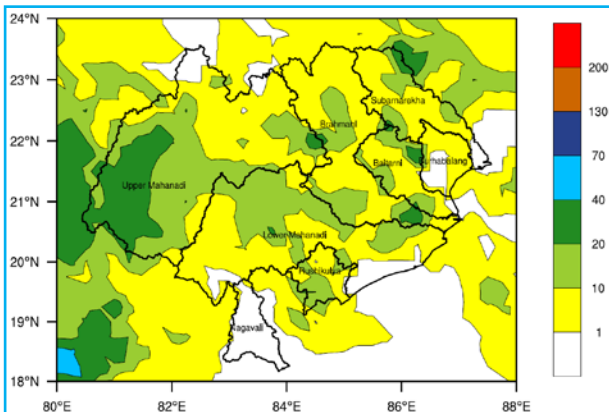 24°N
23°N
22°N
21°N
20°N
19°N
18°N
80°E 82°E 84°E 86°E 88°E
Subarnarekha
Brahmani
Baitarni Burhabalang
Upper Mahanadi
Lower Mahanadi
Rushikulya
Nagavali
200
130
70
40
20
10
1